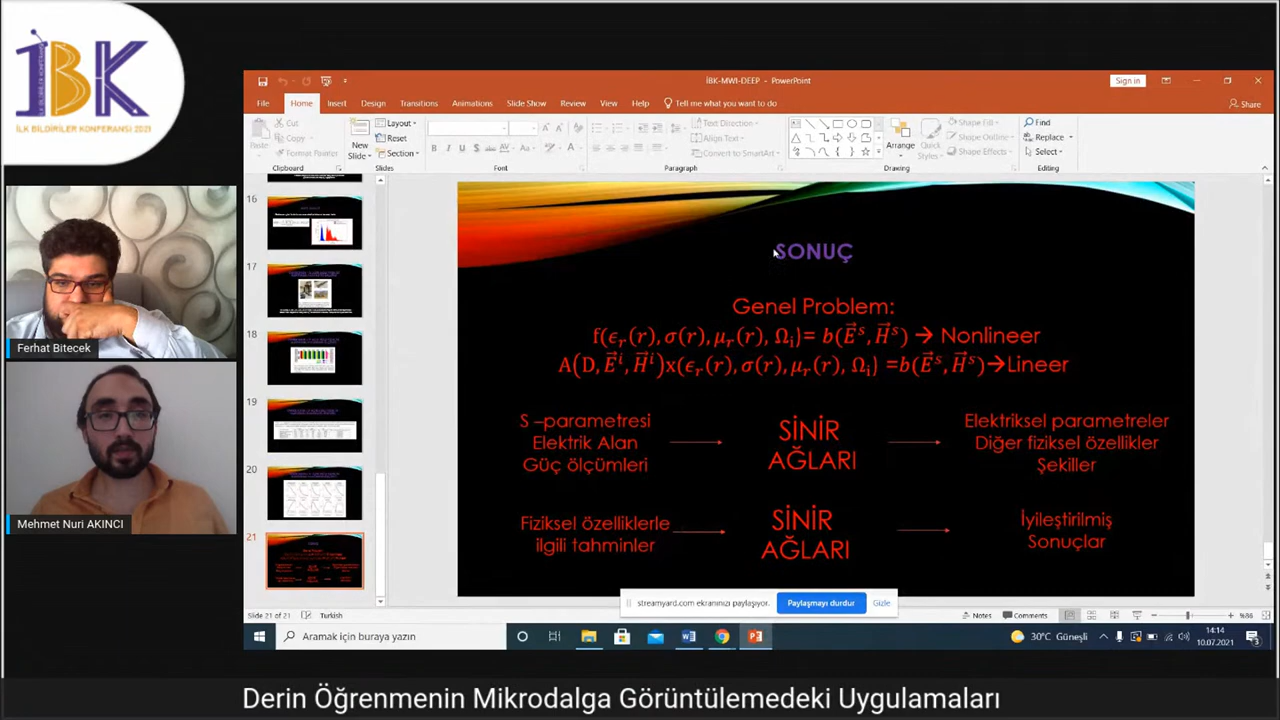 İBK
İLK BİLDİRİLER KONFERANSI 2021
İBK-MWI-DEEP - PowerPoint
Sign in
File Home Insert Design Transitions Animations Slide Show Review View Help Tell me what you want to do
Share
Paste
Cut
Copy
Format Painter
Clipboard
New Slide
Layout
Reset
Section
Slides
B I U S
Font
Text Direction
Align Text
Convert to SmartArt
Paragraph
Arrange
Quick Styles
Shape Fill
Shape Outline
Shape Effects
Drawing
Find
Replace
Select
Editing
16
17
18
19
20
21
SONUÇ
Genel Problem:
f(ϵr(r), σ(r), μr(r), Ωi)= b(E⃗ˢ, H⃗ˢ) → Nonlineer
A(D, E⃗ⁱ, H⃗ⁱ)x(ϵr(r), σ(r), μr(r), Ωi) =b(E⃗ˢ, H⃗ˢ)→Lineer
S –parametresi
Elektrik Alan
Güç ölçümleri
SİNİR
AĞLARI
Elektriksel parametreler
Diğer fiziksel özellikler
Şekiller
Fiziksel özelliklerle
ilgili tahminler
SİNİR
AĞLARI
İyileştirilmiş
Sonuçlar
Ferhat Bitecek
Mehmet Nuri AKINCI
streamyard.com ekranınızı paylaşıyor.
Paylaşmayı durdur
Gizle
Slide 21 of 21 Turkish
Notes Comments
%86
Aramak için buraya yazın
30°C Güneşli
14:14
10.07.2021
3
Derin Öğrenmenin Mikrodalga Görüntülemedeki Uygulamaları